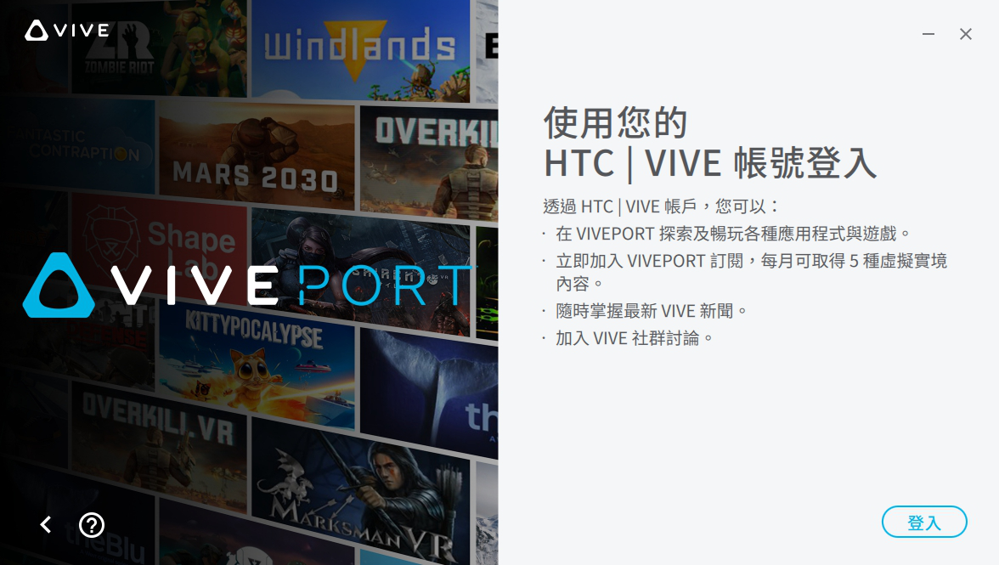 VIVE
ZR
ZOMBIE RIOT
Windlands
NTASTIC
CONTRAPTION
MARS 2030
OVERKIL
Shape
Lab
VIVEPORT
KITTYPOCALYPSE
OVERKILL.VR
th
MARKSMAN VR
theBlu
使用您的
HTC | VIVE 帳號登入
透過 HTC | VIVE 帳戶，您可以：
· 在 VIVEPORT 探索及暢玩各種應用程式與遊戲。
· 立即加入 VIVEPORT 訂閱，每月可取得 5 種虛擬實境
內容。
· 隨時掌握最新 VIVE 新聞。
· 加入 VIVE 社群討論。
登入